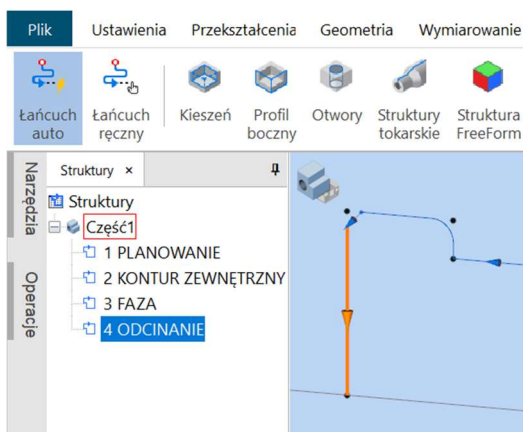 Plik Ustawienia Przekształcenia Geometria Wymiarowanie
Łańcuch auto
Łańcuch ręczny
Kieszeń
Profil boczny
Otwory
Struktury tokarskie
Struktura FreeForm
Narzędzia
Operacje
Struktury ×
Struktury
Część1
1 PLANOWANIE
2 KONTUR ZEWNĘTRZNY
3 FAZA
4 ODCINANIE